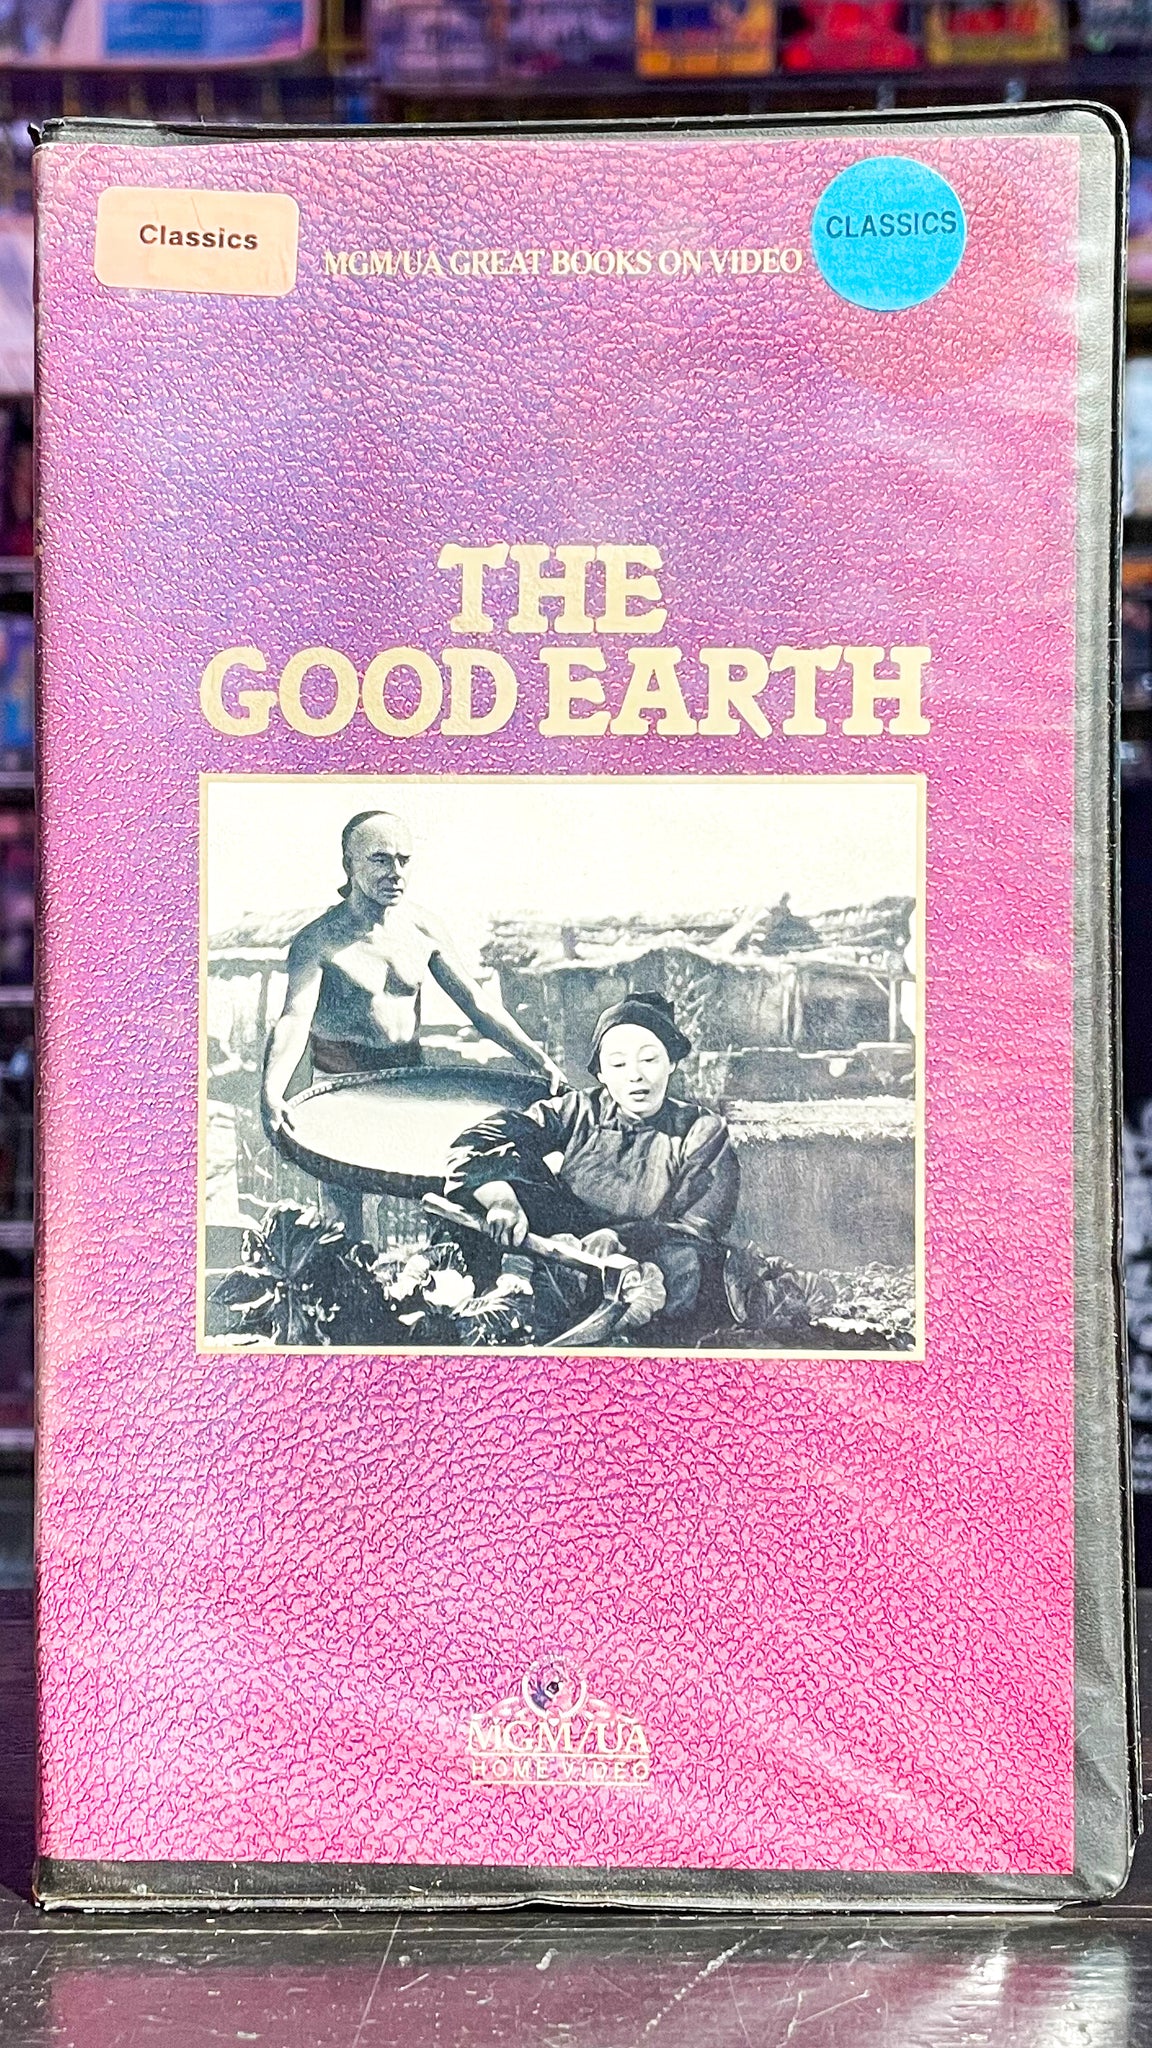 Classics
CLASSICS
MGM/UA GREAT BOOKS ON VIDEO
THE
GOOD EARTH
MGM/UA
HOME VIDEO